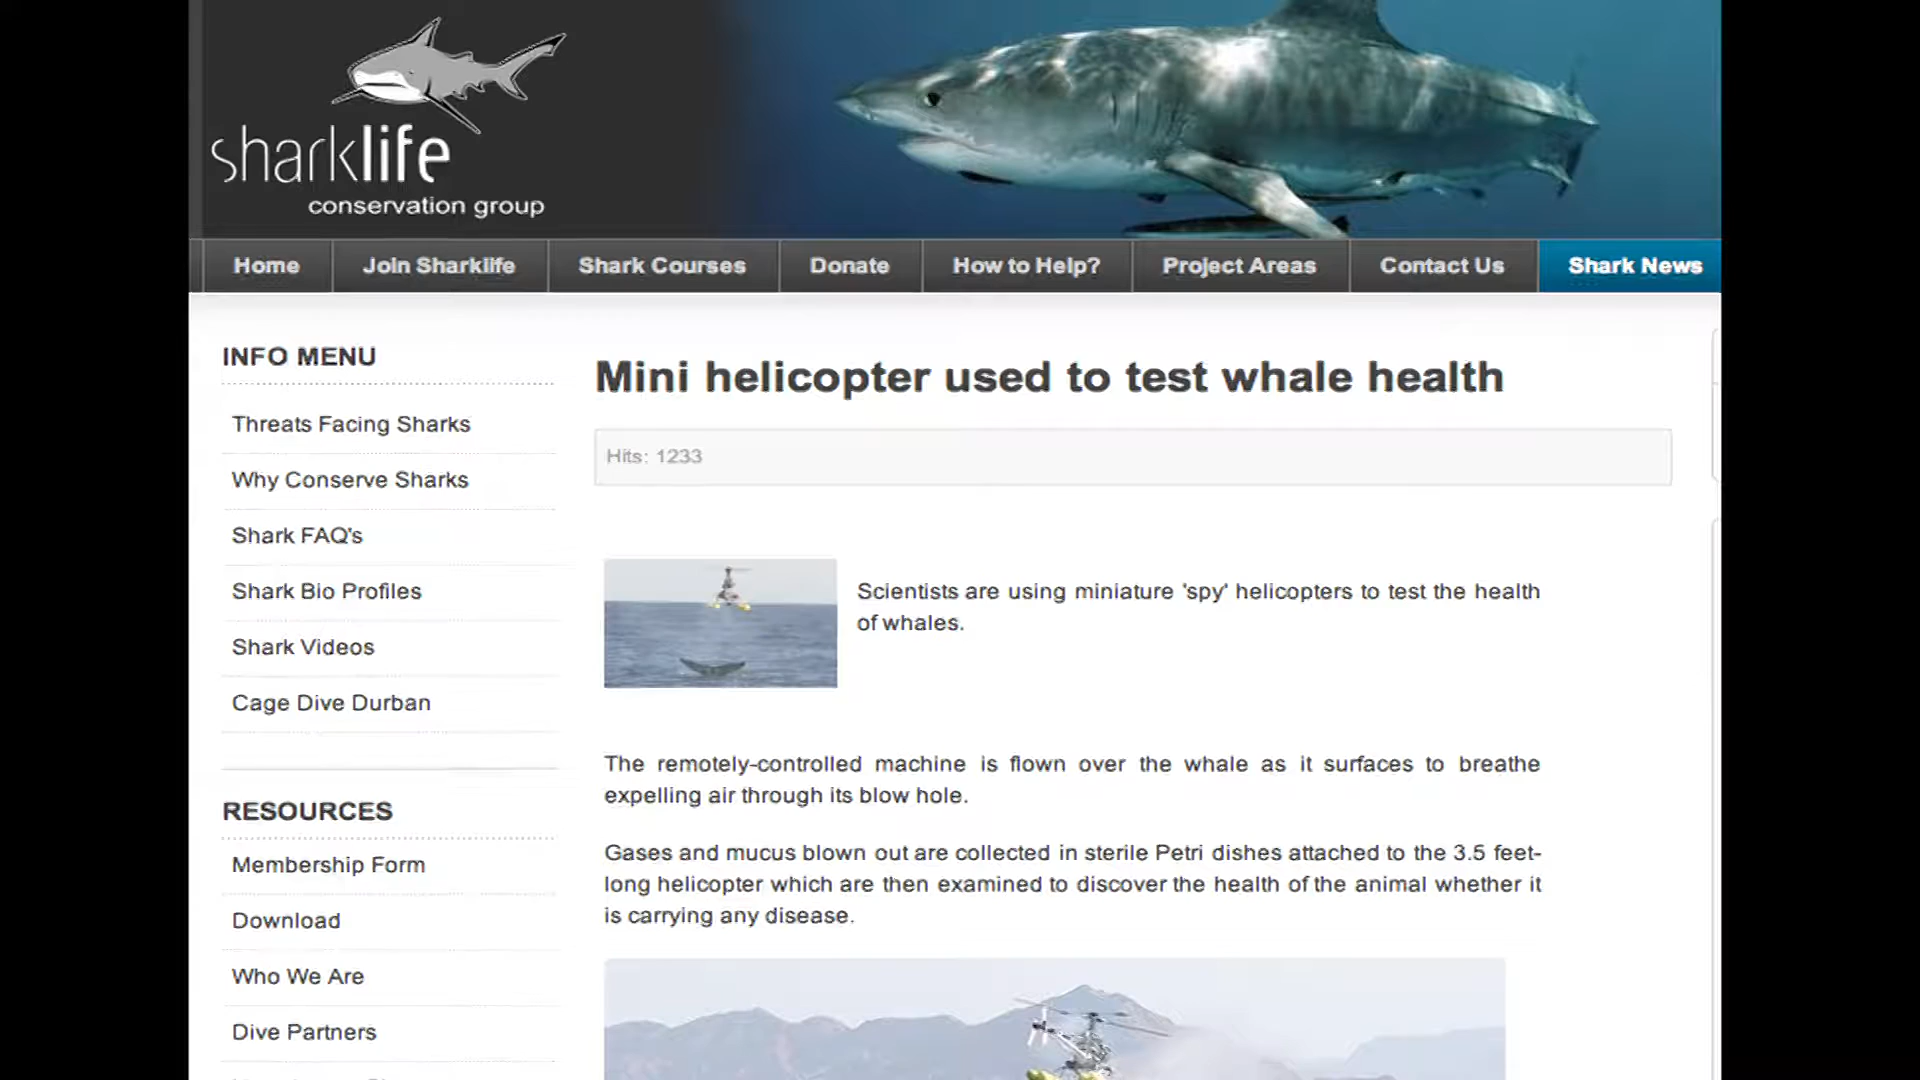 sharklife
conservation group
Home
Join Sharklife
Shark Courses
Donate
How to Help?
Project Areas
Contact Us
Shark News
INFO MENU
Threats Facing Sharks
Why Conserve Sharks
Shark FAQ's
Shark Bio Profiles
Shark Videos
Cage Dive Durban
RESOURCES
Membership Form
Download
Who We Are
Dive Partners
Mini helicopter used to test whale health
Hits: 1233
Scientists are using miniature 'spy' helicopters to test the health
of whales.
The remotely-controlled machine is flown over the whale as it surfaces to breathe
expelling air through its blow hole.
Gases and mucus blown out are collected in sterile Petri dishes attached to the 3.5 feet-
long helicopter which are then examined to discover the health of the animal whether it
is carrying any disease.